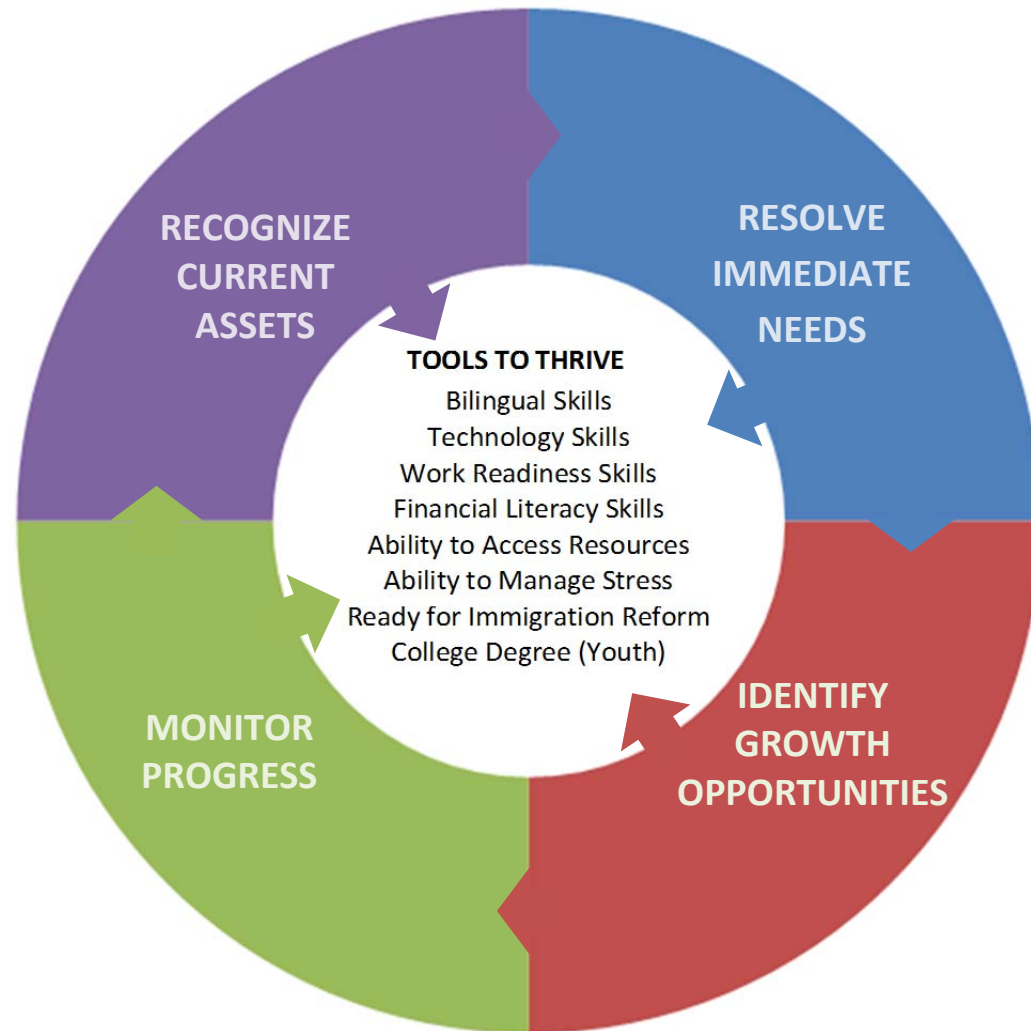 RECOGNIZE
CURRENT
ASSETS
RESOLVE
IMMEDIATE
NEEDS
TOOLS TO THRIVE
Bilingual Skills
Technology Skills
Work Readiness Skills
Financial Literacy Skills
Ability to Access Resources
Ability to Manage Stress
Ready for Immigration Reform
College Degree (Youth)
MONITOR
PROGRESS
IDENTIFY
GROWTH
OPPORTUNITIES